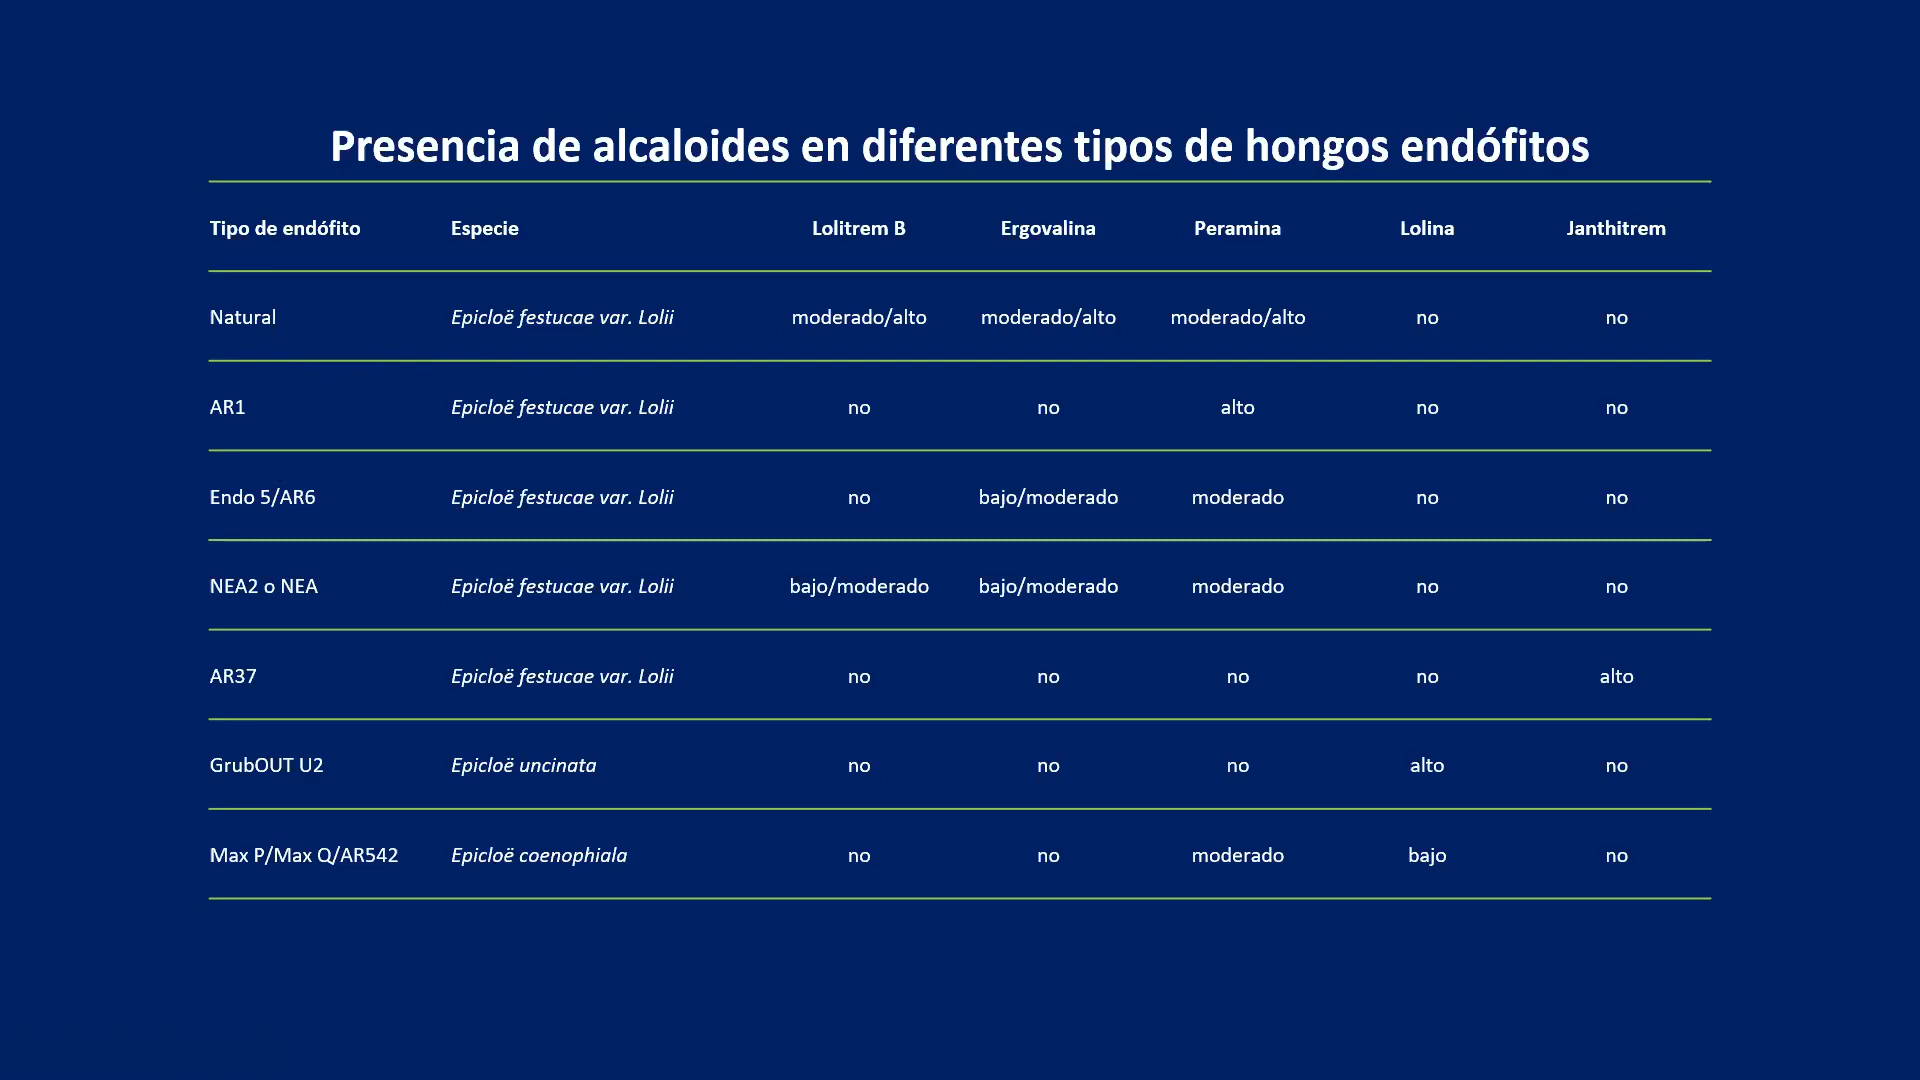 Presencia de alcaloides en diferentes tipos de hongos endófitos
Tipo de endófito Especie Lolitrem B Ergovalina Peramina Lolina Janthitrem
Natural Epicloë festucae var. Lolii moderado/alto moderado/alto moderado/alto no no
AR1 Epicloë festucae var. Lolii no no alto no no
Endo 5/AR6 Epicloë festucae var. Lolii no bajo/moderado moderado no no
NEA2 o NEA Epicloë festucae var. Lolii bajo/moderado bajo/moderado moderado no no
AR37 Epicloë festucae var. Lolii no no no no alto
GrubOUT U2 Epicloë uncinata no no no alto no
Max P/Max Q/AR542 Epicloë coenophiala no no moderado bajo no